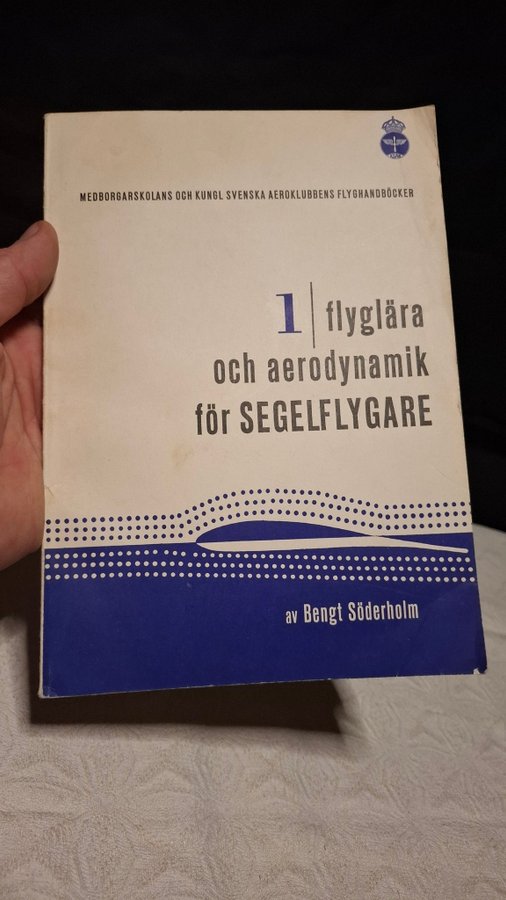 MEDBORGARSKOLANS OCH KUNGL SVENSKA AEROKLUBBENS FLYGHANDBÖCKER
1 flyglära
och aerodynamik
för SEGELFLYGARE
av Bengt Söderholm